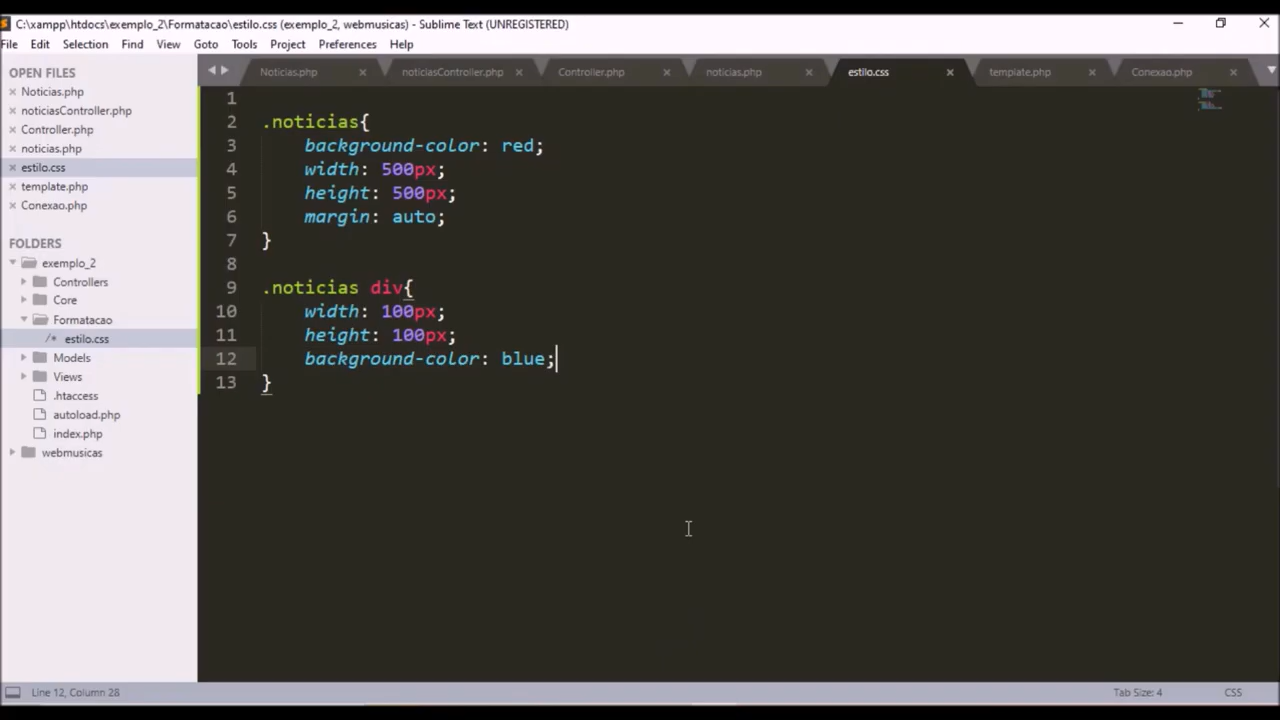 C:\xampp\htdocs\exemplo_2\Formatacao\estilo.css (exemplo_2, webmusicas) - Sublime Text (UNREGISTERED)
File Edit Selection Find View Goto Tools Project Preferences Help
OPEN FILES
Noticias.php
noticiasController.php
Controller.php
noticias.php
estilo.css
template.php
Conexao.php
FOLDERS
exemplo_2
Controllers
Core
Formatacao
/* estilo.css
Models
Views
.htaccess
autoload.php
index.php
webmusicas
Noticias.php noticiasController.php Controller.php noticias.php estilo.css template.php Conexao.php
1
2 .noticias{
3 background-color: red;
4 width: 500px;
5 height: 500px;
6 margin: auto;
7 }
8
9 .noticias div{
10 width: 100px;
11 height: 100px;
12 background-color: blue;
13 }
Line 12, Column 28 Tab Size: 4 CSS